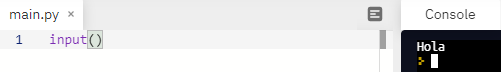 main.py ×
Console
1 input()
Hola
>